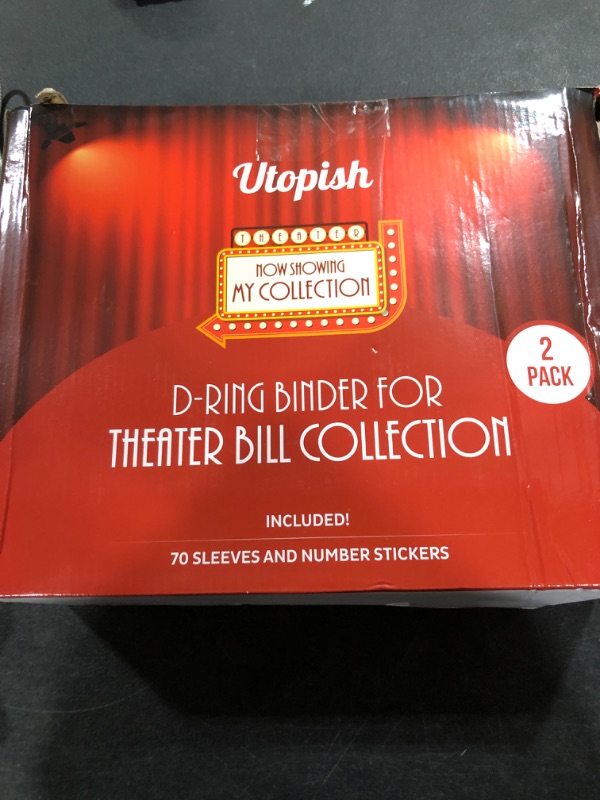 Utopish
THEATER
NOW SHOWING
MY COLLECTION
2
PACK
D-RING BINDER FOR
THEATER BILL COLLECTION
INCLUDED!
70 SLEEVES AND NUMBER STICKERS